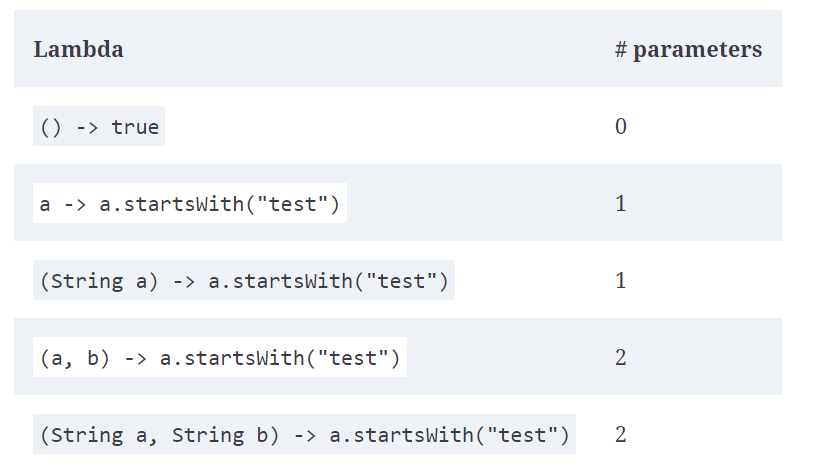 Lambda # parameters
() -> true 0
a -> a.startsWith("test") 1
(String a) -> a.startsWith("test") 1
(a, b) -> a.startsWith("test") 2
(String a, String b) -> a.startsWith("test") 2